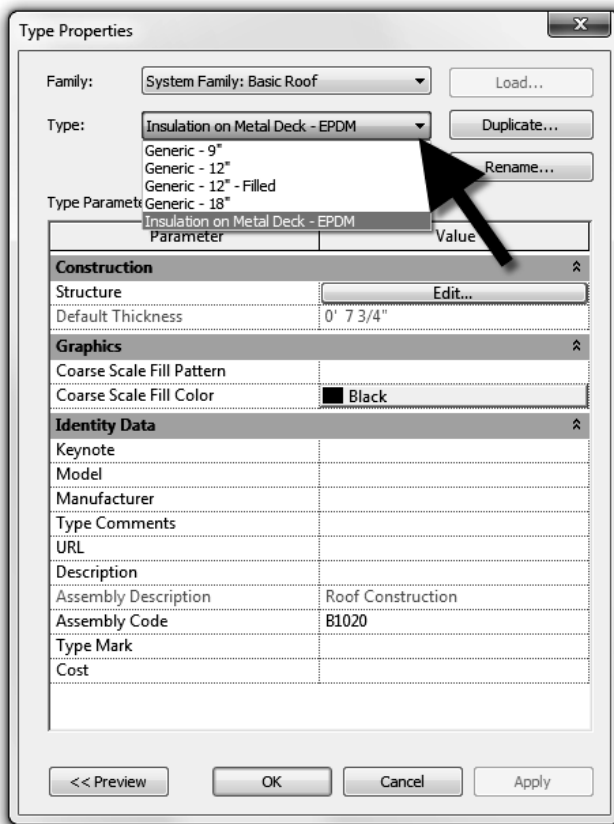 Type Properties
x
Family: System Family: Basic Roof Load...
Type: Insulation on Metal Deck - EPDM Duplicate...
Generic - 9"
Generic - 12"
Rename...
Generic - 12" - Filled
Type Paramete Generic - 18"
Insulation on Metal Deck - EPDM
Parameter Value
Construction
Structure Edit...
Default Thickness 0' 7 3/4"
Graphics
Coarse Scale Fill Pattern
Coarse Scale Fill Color Black
Identity Data
Keynote
Model
Manufacturer
Type Comments
URL
Description
Assembly Description Roof Construction
Assembly Code B1020
Type Mark
Cost
<< Preview OK Cancel Apply